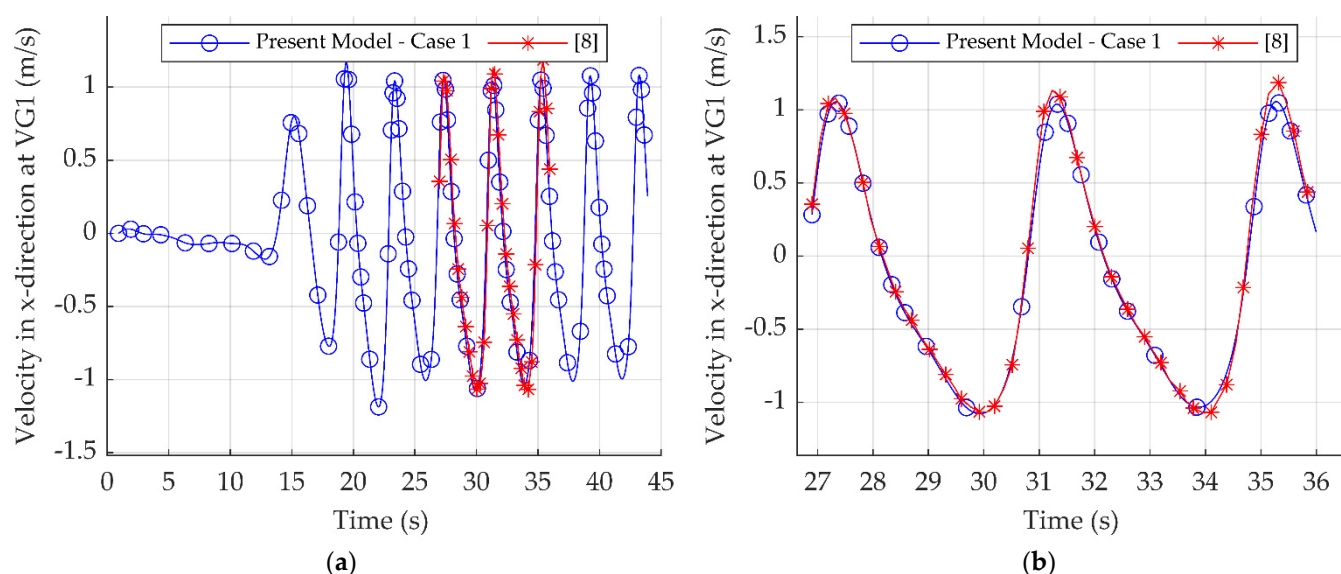 Velocity in x-direction at VG1 (m/s)
Present Model - Case 1
[8]
1
0.5
0
-0.5
-1
-1.5
0 5 10 15 20 25 30 35 40 45
Time (s)
(a)
Velocity in x-direction at VG1 (m/s)
Present Model - Case 1
[8]
1.5
1
0.5
0
-0.5
-1
27 28 29 30 31 32 33 34 35 36
Time (s)
(b)